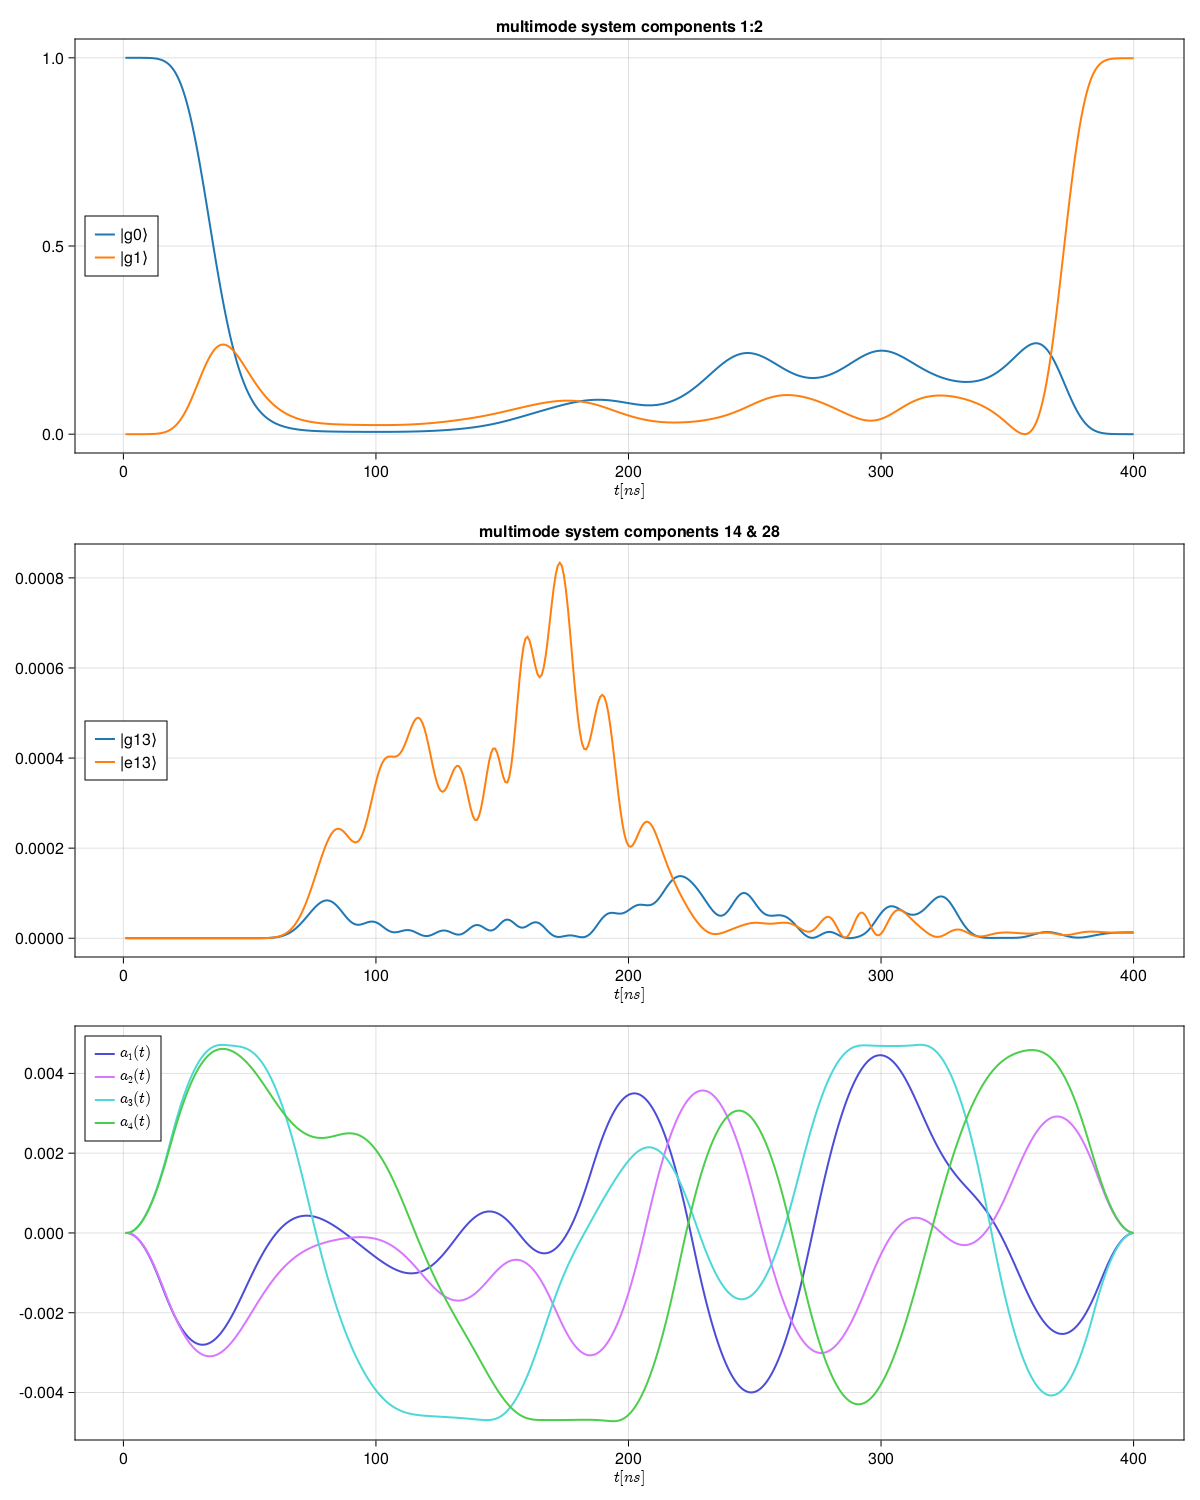 multimode system components 1:2
1.0
0.5
0.0
|g0⟩
|g1⟩
0 100 200 300 400
t[ns]
multimode system components 14 & 28
0.0008
0.0006
0.0004
0.0002
0.0000
|g13⟩
|e13⟩
0 100 200 300 400
t[ns]
a₁(t)
a₂(t)
a₃(t)
a₄(t)
0.004
0.002
0.000
-0.002
-0.004
0 100 200 300 400
t[ns]